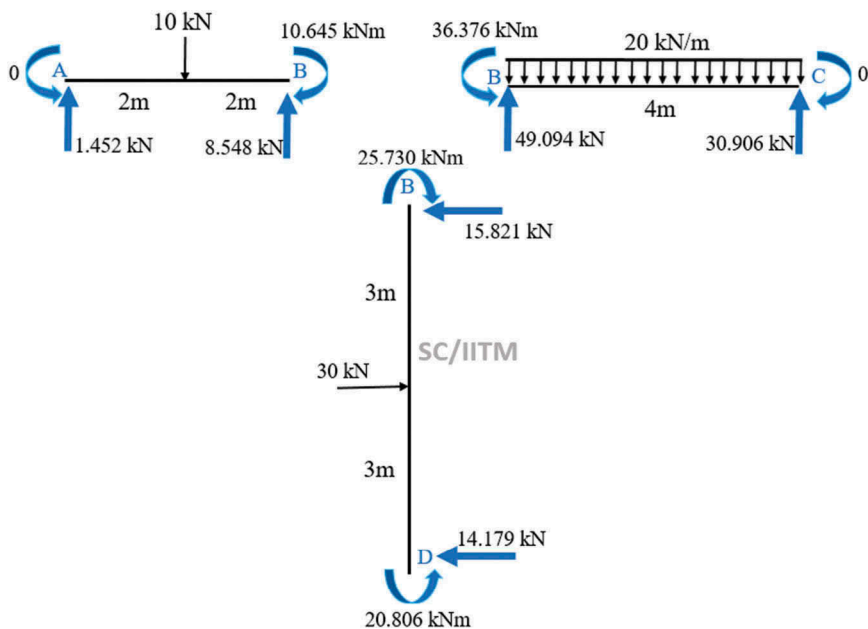 10 kN
10.645 kNm
0
A
B
2m
2m
1.452 kN
8.548 kN
36.376 kNm
20 kN/m
B
C
0
4m
49.094 kN
30.906 kN
25.730 kNm
B
15.821 kN
3m
SC/IITM
30 kN
3m
14.179 kN
D
20.806 kNm